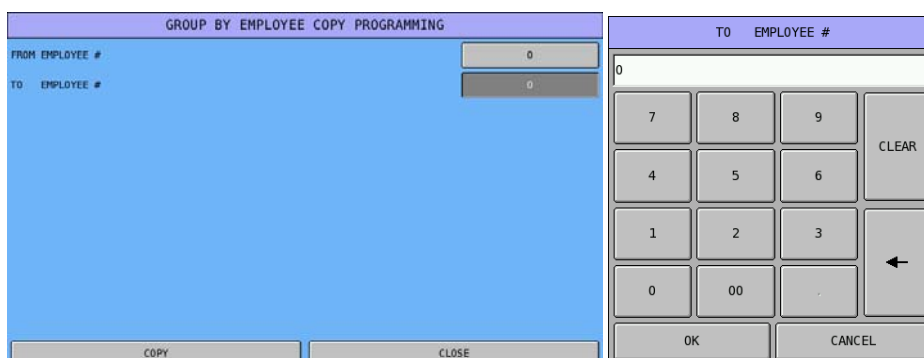 GROUP BY EMPLOYEE COPY PROGRAMMING
FROM EMPLOYEE # 0
TO EMPLOYEE # 0
COPY CLOSE
TO EMPLOYEE #
0
7 8 9 CLEAR
4 5 6
1 2 3
0 00 .
OK CANCEL